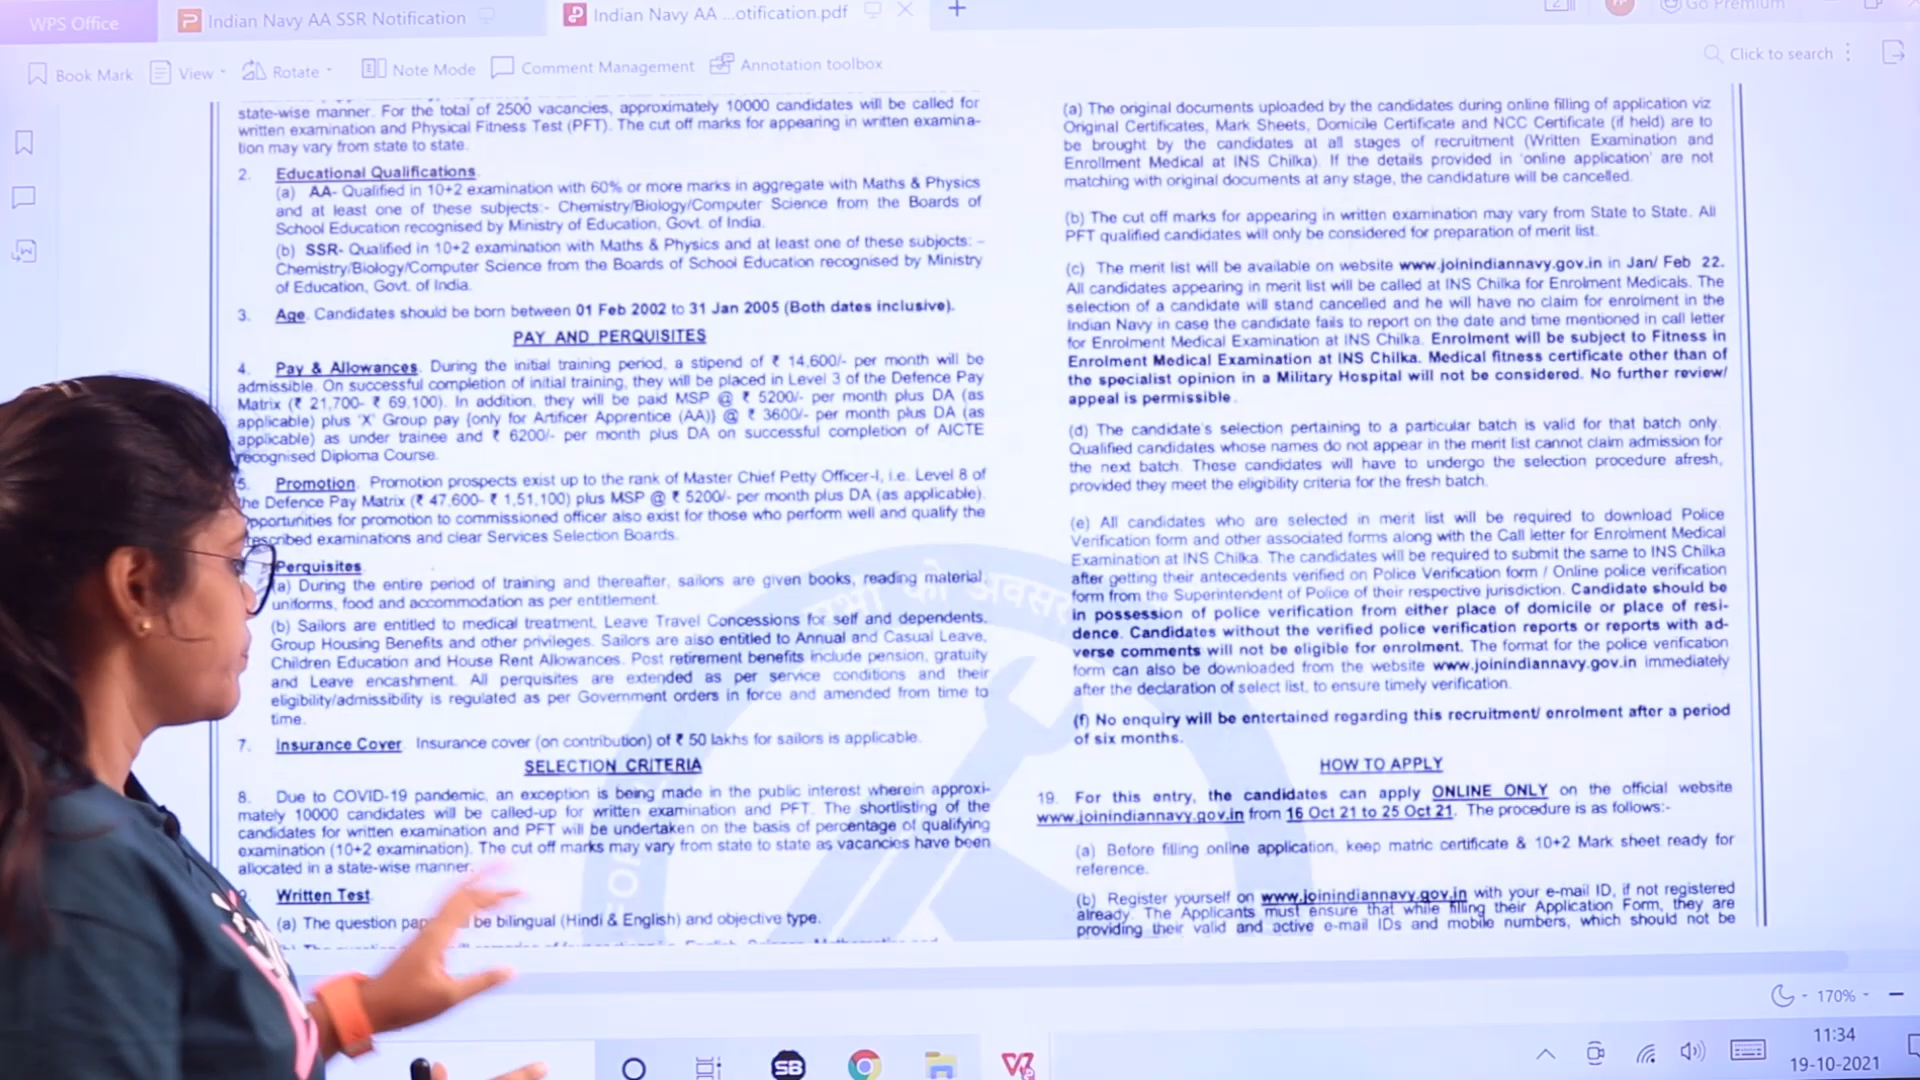 WPS Office
Indian Navy AA SSR Notification
Indian Navy AA ...otification.pdf
Go Premium
Book Mark
View
Rotate
Note Mode
Comment Management
Annotation toolbox
Click to search
state-wise manner. For the total of 2500 vacancies, approximately 10000 candidates will be called for
written examination and Physical Fitness Test (PFT). The cut off marks for appearing in written examina-
tion may vary from state to state.
2. Educational Qualifications
(a) AA- Qualified in 10+2 examination with 60% or more marks in aggregate with Maths & Physics
and at least one of these subjects:- Chemistry/Biology/Computer Science from the Boards of
School Education recognised by Ministry of Education, Govt. of India.
(b) SSR- Qualified in 10+2 examination with Maths & Physics and at least one of these subjects: –
Chemistry/Biology/Computer Science from the Boards of School Education recognised by Ministry
of Education, Govt. of India.
3. Age. Candidates should be born between 01 Feb 2002 to 31 Jan 2005 (Both dates inclusive).
PAY AND PERQUISITES
4. Pay & Allowances. During the initial training period, a stipend of ₹ 14,600/- per month will be
admissible. On successful completion of initial training, they will be placed in Level 3 of the Defence Pay
Matrix (₹ 21,700- ₹ 69,100). In addition, they will be paid MSP @ ₹ 5200/- per month plus DA (as
applicable) plus 'X' Group pay {only for Artificer Apprentice (AA)} @ ₹ 3600/- per month plus DA (as
applicable) as under trainee and ₹ 6200/- per month plus DA on successful completion of AICTE
recognised Diploma Course.
5. Promotion. Promotion prospects exist up to the rank of Master Chief Petty Officer-I, i.e. Level 8 of
the Defence Pay Matrix (₹ 47,600- ₹ 1,51,100) plus MSP @ ₹ 5200/- per month plus DA (as applicable).
Opportunities for promotion to commissioned officer also exist for those who perform well and qualify the
prescribed examinations and clear Services Selection Boards.
Perquisites
(a) During the entire period of training and thereafter, sailors are given books, reading material,
uniforms, food and accommodation as per entitlement.
(b) Sailors are entitled to medical treatment, Leave Travel Concessions for self and dependents,
Group Housing Benefits and other privileges. Sailors are also entitled to Annual and Casual Leave,
Children Education and House Rent Allowances. Post retirement benefits include pension, gratuity
and Leave encashment. All perquisites are extended as per service conditions and their
eligibility/admissibility is regulated as per Government orders in force and amended from time to
time.
7. Insurance Cover. Insurance cover (on contribution) of ₹ 50 lakhs for sailors is applicable.
SELECTION CRITERIA
8. Due to COVID-19 pandemic, an exception is being made in the public interest wherein approxi-
mately 10000 candidates will be called-up for written examination and PFT. The shortlisting of the
candidates for written examination and PFT will be undertaken on the basis of percentage of qualifying
examination (10+2 examination). The cut off marks may vary from state to state as vacancies have been
allocated in a state-wise manner.
9. Written Test.
(a) The question pap be bilingual (Hindi & English) and objective type.
(a) The original documents uploaded by the candidates during online filling of application viz
Original Certificates, Mark Sheets, Domicile Certificate and NCC Certificate (if held) are to
be brought by the candidates at all stages of recruitment (Written Examination and
Enrollment Medical at INS Chilka). If the details provided in 'online application' are not
matching with original documents at any stage, the candidature will be cancelled.
(b) The cut off marks for appearing in written examination may vary from State to State. All
PFT qualified candidates will only be considered for preparation of merit list.
(c) The merit list will be available on website www.joinindiannavy.gov.in in Jan/ Feb 22.
All candidates appearing in merit list will be called at INS Chilka for Enrolment Medicals. The
selection of a candidate will stand cancelled and he will have no claim for enrolment in the
Indian Navy in case the candidate fails to report on the date and time mentioned in call letter
for Enrolment Medical Examination at INS Chilka. Enrolment will be subject to Fitness in
Enrolment Medical Examination at INS Chilka. Medical fitness certificate other than of
the specialist opinion in a Military Hospital will not be considered. No further review/
appeal is permissible.
(d) The candidate's selection pertaining to a particular batch is valid for that batch only.
Qualified candidates whose names do not appear in the merit list cannot claim admission for
the next batch. These candidates will have to undergo the selection procedure afresh,
provided they meet the eligibility criteria for the fresh batch.
(e) All candidates who are selected in merit list will be required to download Police
Verification form and other associated forms along with the Call letter for Enrolment Medical
Examination at INS Chilka. The candidates will be required to submit the same to INS Chilka
after getting their antecedents verified on Police Verification form / Online police verification
form from the Superintendent of Police of their respective jurisdiction. Candidate should be
in possession of police verification from either place of domicile or place of resi-
dence. Candidates without the verified police verification reports or reports with ad-
verse comments will not be eligible for enrolment. The format for the police verification
form can also be downloaded from the website www.joinindiannavy.gov.in immediately
after the declaration of select list, to ensure timely verification.
(f) No enquiry will be entertained regarding this recruitment/ enrolment after a period
of six months.
HOW TO APPLY
19. For this entry, the candidates can apply ONLINE ONLY on the official website
www.joinindiannavy.gov.in from 16 Oct 21 to 25 Oct 21. The procedure is as follows:-
(a) Before filling online application, keep matric certificate & 10+2 Mark sheet ready for
reference.
(b) Register yourself on www.joinindiannavy.gov.in with your e-mail ID, if not registered
already. The Applicants must ensure that while filling their Application Form, they are
providing their valid and active e-mail IDs and mobile numbers, which should not be
170%
SB
11:34
19-10-2021